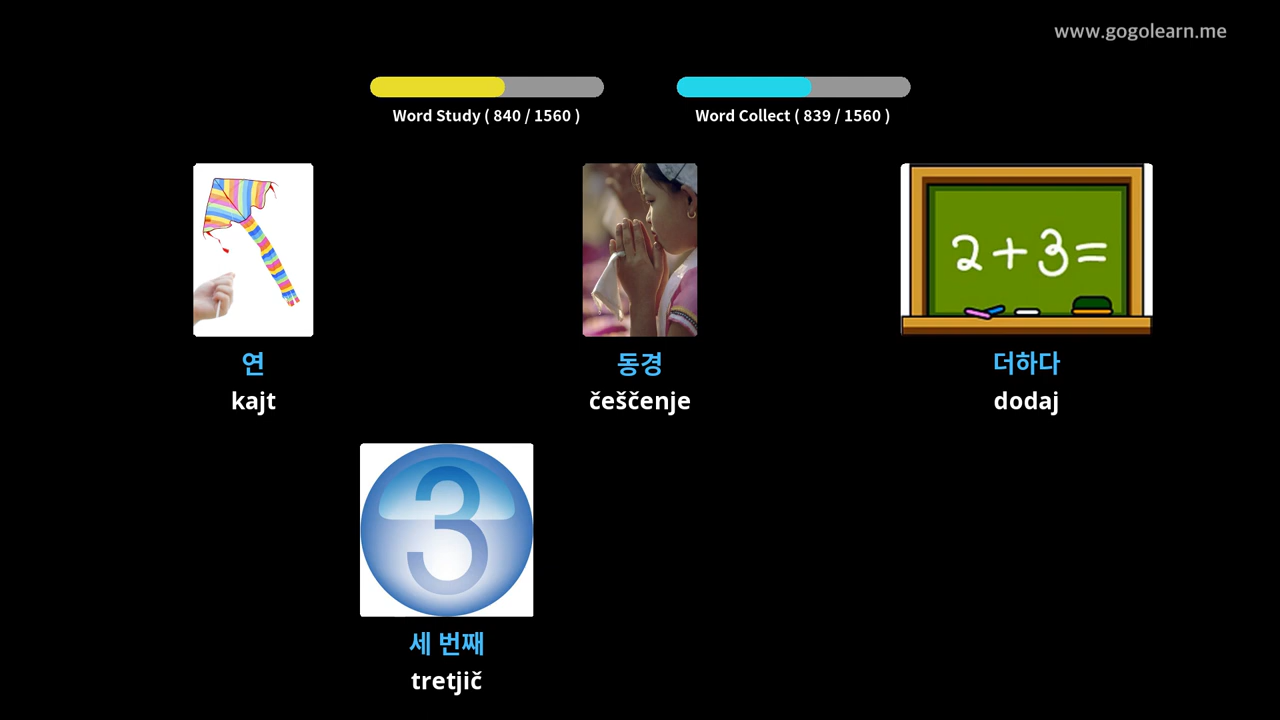 www.gogolearn.me
Word Study ( 840 / 1560 )
Word Collect ( 839 / 1560 )
2+3=
연
kajt
동경
češčenje
더하다
dodaj
3
세 번째
tretjič